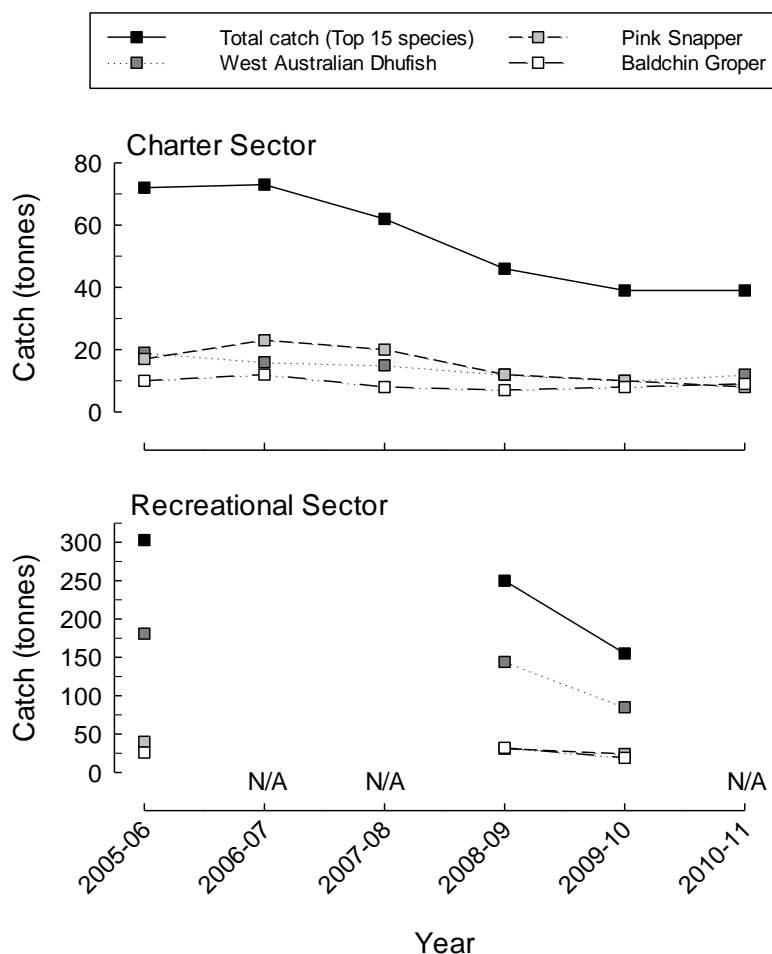 Total catch (Top 15 species)
Pink Snapper
West Australian Dhufish
Baldchin Groper
Charter Sector
Catch (tonnes)
80
60
40
20
0
Recreational Sector
Catch (tonnes)
300
250
200
150
100
50
0
N/A
N/A
N/A
2005-06
2006-07
2007-08
2008-09
2009-10
2010-11
Year